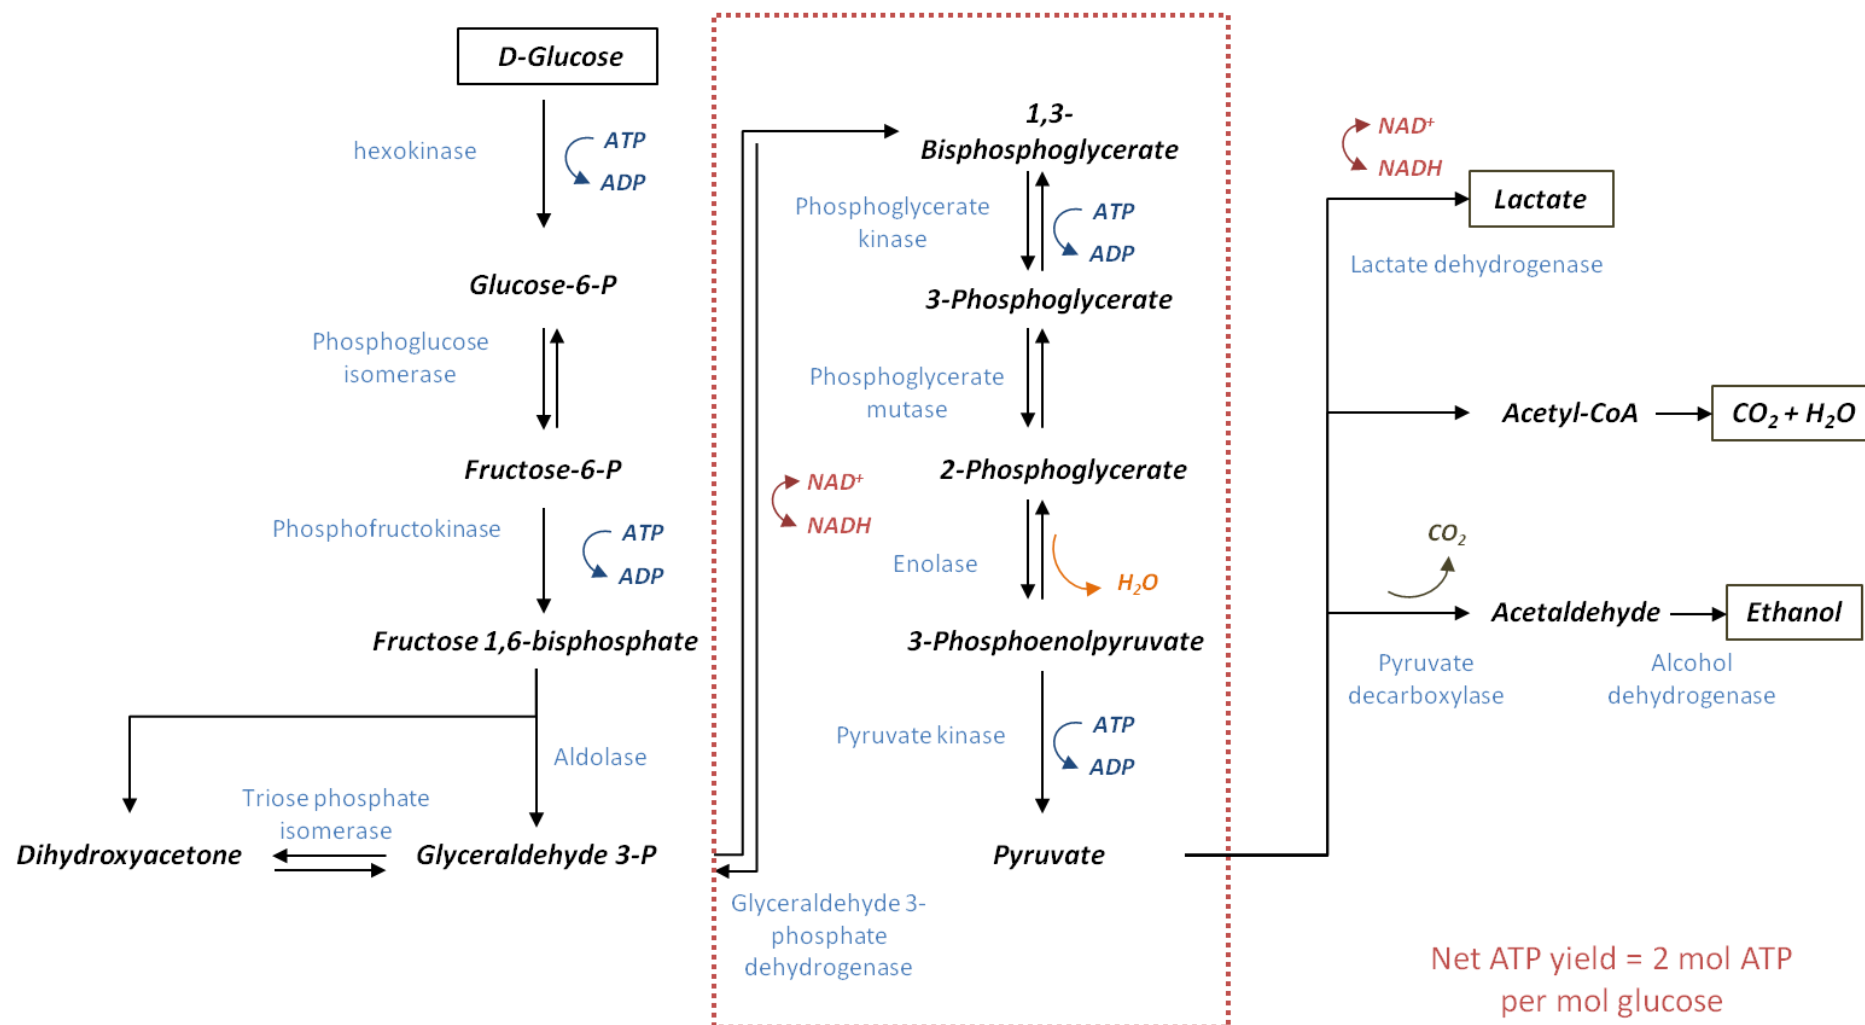 D-Glucose
hexokinase
ATP
ADP
Glucose-6-P
Phosphoglucose
isomerase
Fructose-6-P
Phosphofructokinase
ATP
ADP
Fructose 1,6-bisphosphate
Aldolase
Triose phosphate
isomerase
Dihydroxyacetone
Glyceraldehyde 3-P
Glyceraldehyde 3-
phosphate
dehydrogenase
NAD⁺
NADH
1,3-
Bisphosphoglycerate
Phosphoglycerate
kinase
ATP
ADP
3-Phosphoglycerate
Phosphoglycerate
mutase
2-Phosphoglycerate
Enolase
H₂O
3-Phosphoenolpyruvate
Pyruvate kinase
ATP
ADP
Pyruvate
NAD⁺
NADH
Lactate
Lactate dehydrogenase
Acetyl-CoA
CO₂ + H₂O
CO₂
Acetaldehyde
Ethanol
Pyruvate
decarboxylase
Alcohol
dehydrogenase
Net ATP yield = 2 mol ATP
per mol glucose